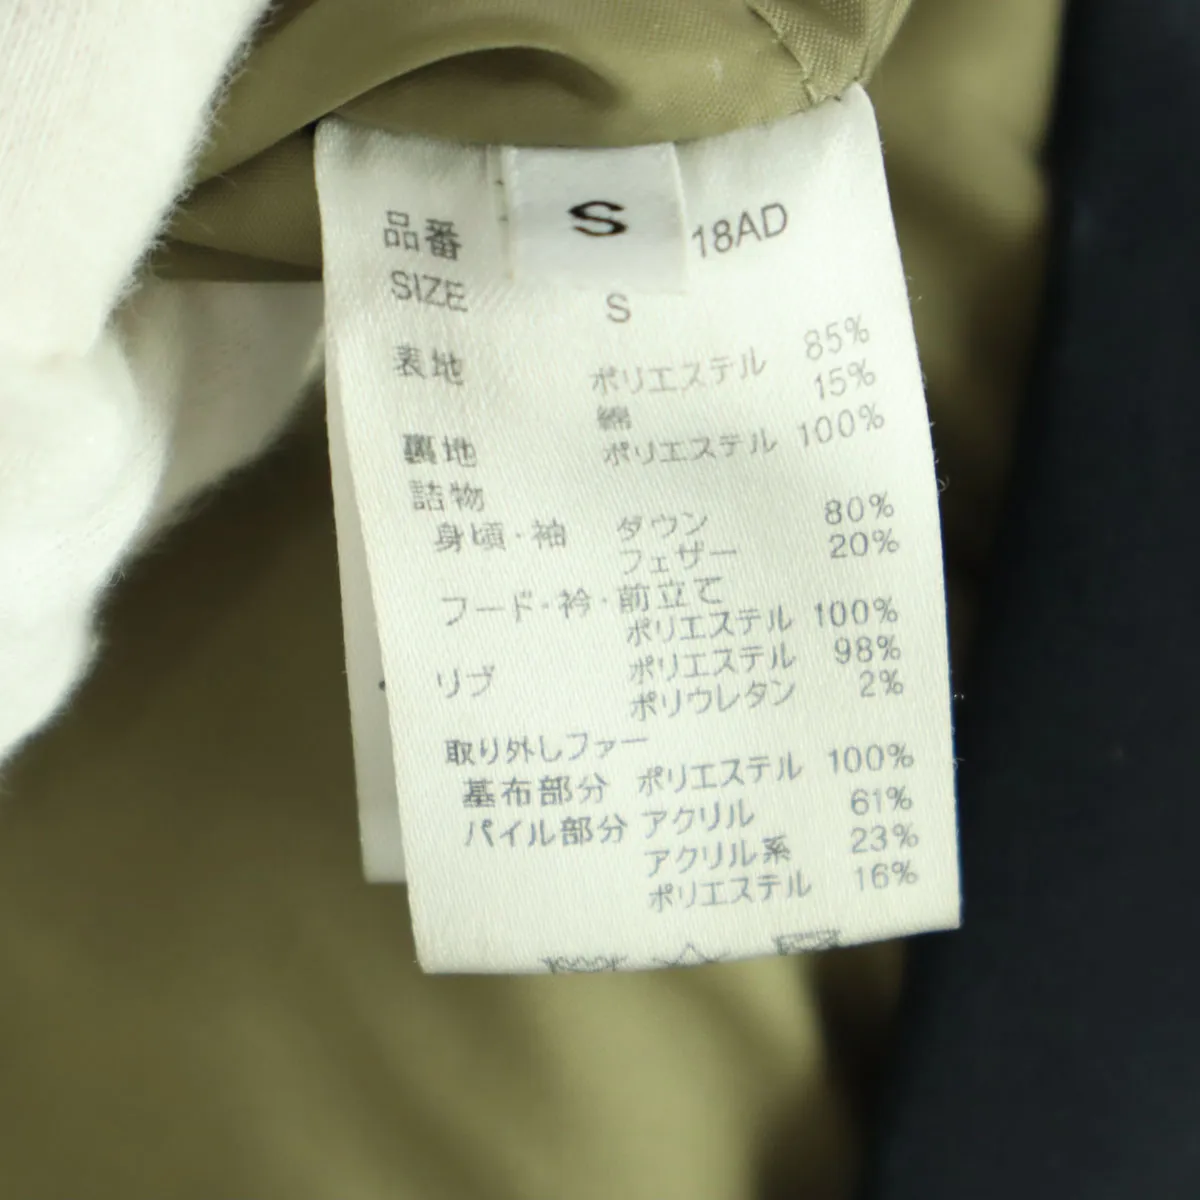 S
品番 18AD
SIZE S
表地 ポリエステル 85%
綿 15%
裏地 ポリエステル 100%
詰物
身頃・袖 ダウン 80%
フェザー 20%
フード・衿・前立て
ポリエステル 100%
リブ ポリエステル 98%
ポリウレタン 2%
取り外しファー
基布部分 ポリエステル 100%
パイル部分 アクリル 61%
アクリル系 23%
ポリエステル 16%